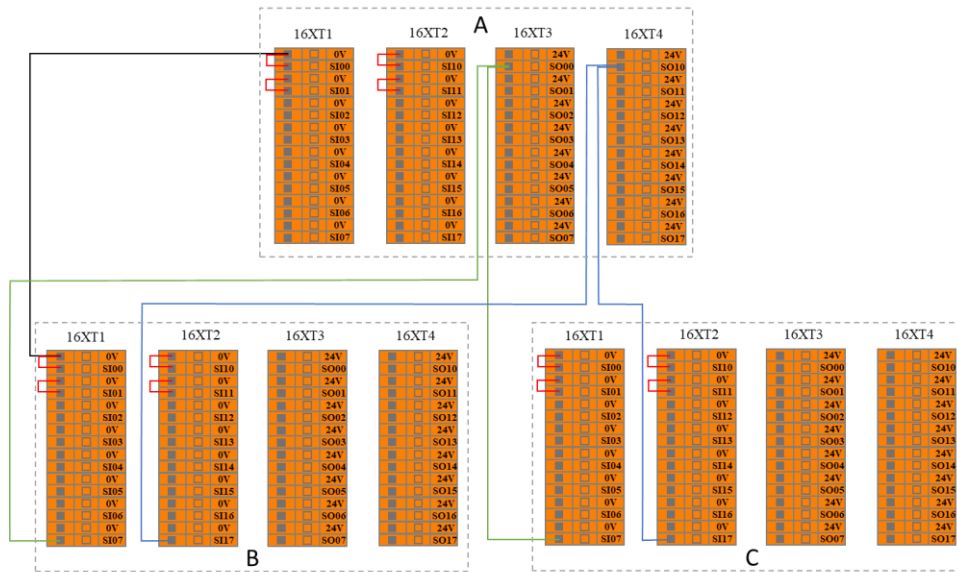 A
16XT1 16XT2 16XT3 16XT4
0V 0V 24V 24V
SI00 SI10 SO00 SO10
0V 0V 24V 24V
SI01 SI11 SO01 SO11
0V 0V 24V 24V
SI02 SI12 SO02 SO12
0V 0V 24V 24V
SI03 SI13 SO03 SO13
0V 0V 24V 24V
SI04 SI14 SO04 SO14
0V 0V 24V 24V
SI05 SI15 SO05 SO15
0V 0V 24V 24V
SI06 SI16 SO06 SO16
0V 0V 24V 24V
SI07 SI17 SO07 SO17
16XT1 16XT2 16XT3 16XT4
0V 0V 24V 24V
SI00 SI10 SO00 SO10
0V 0V 24V 24V
SI01 SI11 SO01 SO11
0V 0V 24V 24V
SI02 SI12 SO02 SO12
0V 0V 24V 24V
SI03 SI13 SO03 SO13
0V 0V 24V 24V
SI04 SI14 SO04 SO14
0V 0V 24V 24V
SI05 SI15 SO05 SO15
0V 0V 24V 24V
SI06 SI16 SO06 SO16
0V 0V 24V 24V
SI07 SI17 SO07 SO17
B
16XT1 16XT2 16XT3 16XT4
0V 0V 24V 24V
SI00 SI10 SO00 SO10
0V 0V 24V 24V
SI01 SI11 SO01 SO11
0V 0V 24V 24V
SI02 SI12 SO02 SO12
0V 0V 24V 24V
SI03 SI13 SO03 SO13
0V 0V 24V 24V
SI04 SI14 SO04 SO14
0V 0V 24V 24V
SI05 SI15 SO05 SO15
0V 0V 24V 24V
SI06 SI16 SO06 SO16
0V 0V 24V 24V
SI07 SI17 SO07 SO17
C